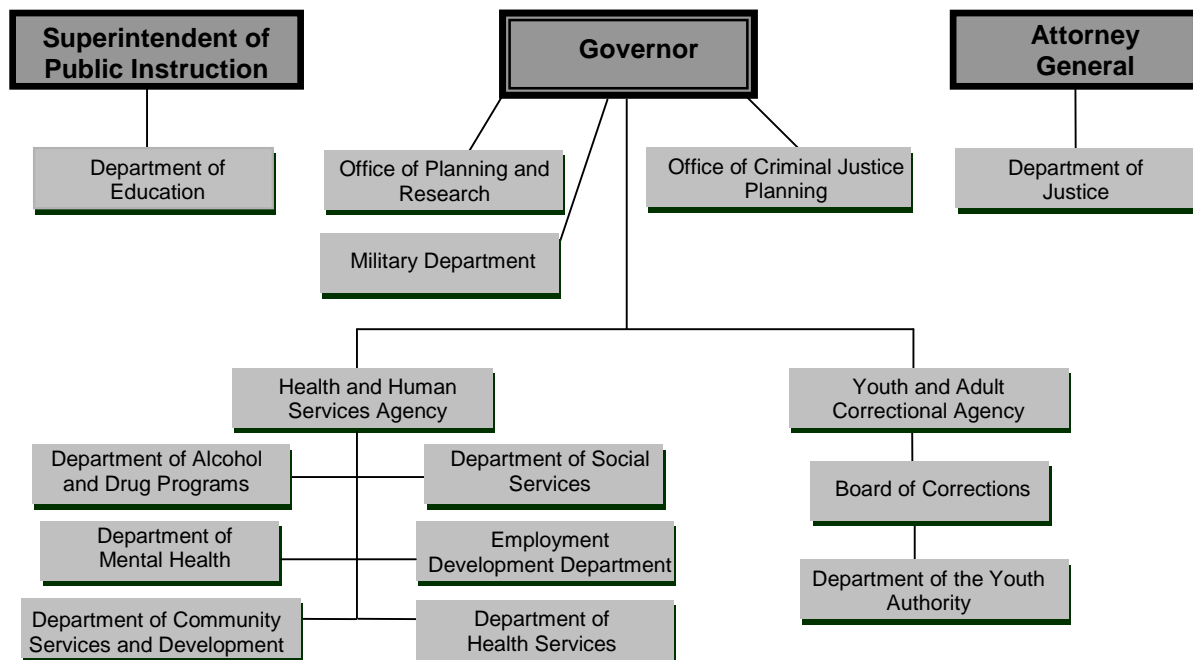 Superintendent of
Public Instruction
Governor
Attorney
General
Department of
Education
Office of Planning and
Research
Office of Criminal Justice
Planning
Department of
Justice
Military Department
Health and Human
Services Agency
Youth and Adult
Correctional Agency
Department of Alcohol
and Drug Programs
Department of Social
Services
Board of Corrections
Department of
Mental Health
Employment
Development Department
Department of the Youth
Authority
Department of Community
Services and Development
Department of
Health Services